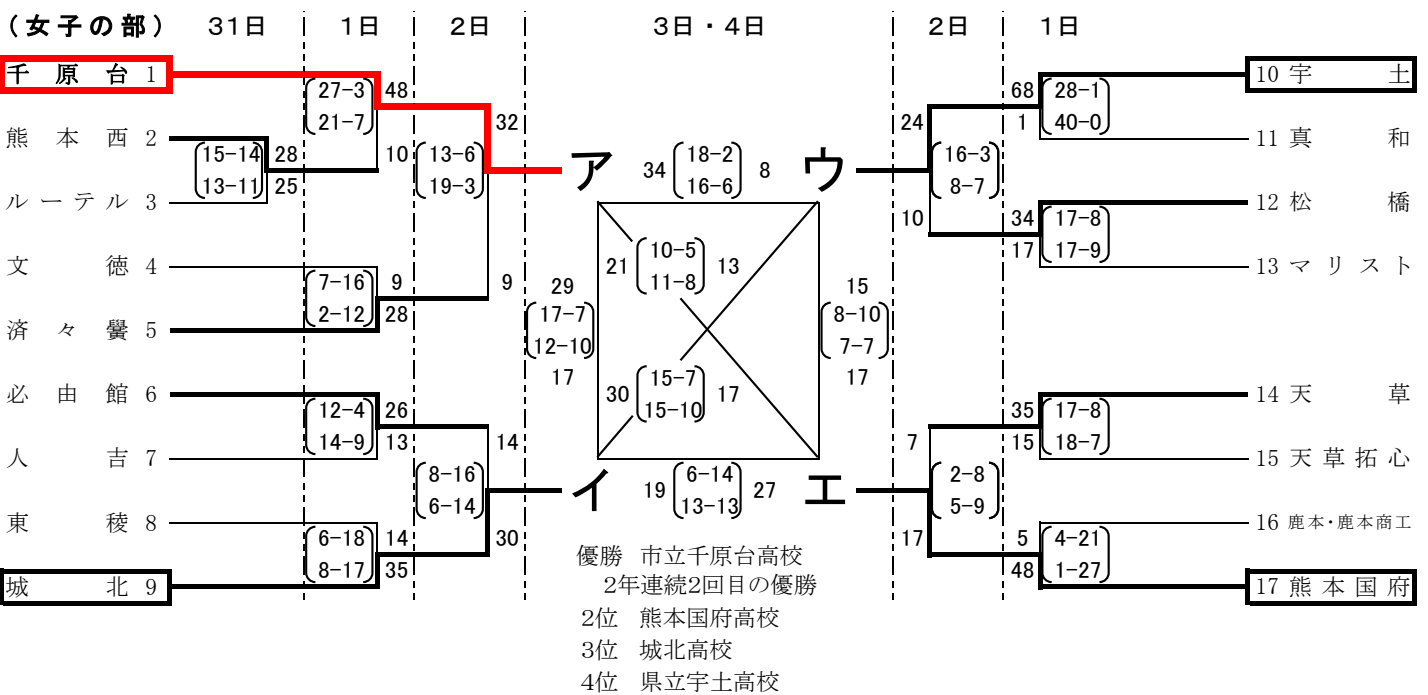 (女子の部) 31日 1日 2日 3日・4日 2日 1日
千原台 1
熊本西 2
ルーテル 3
文徳 4
済々黌 5
必由館 6
人吉 7
東稜 8
城北 9
15-14
13-11
28
25
27-3
21-7
48
10
7-16
2-12
9
28
12-4
14-9
26
13
6-18
8-17
14
35
13-6
19-3
32
9
8-16
6-14
14
30
ア
イ
ウ
エ
34
18-2
16-6
8
21
10-5
11-8
13
29
17-7
12-10
17
15
8-10
7-7
17
30
15-7
15-10
17
19
6-14
13-13
27
24
16-3
8-7
10
7
2-8
5-9
17
68
1
28-1
40-0
34
17
17-8
17-9
35
15
17-8
18-7
5
48
4-21
1-27
10 宇土
11 真和
12 松橋
13 マリスト
14 天草
15 天草拓心
16 鹿本・鹿本商工
17 熊本国府
優勝 市立千原台高校
2年連続2回目の優勝
2位 熊本国府高校
3位 城北高校
4位 県立宇土高校